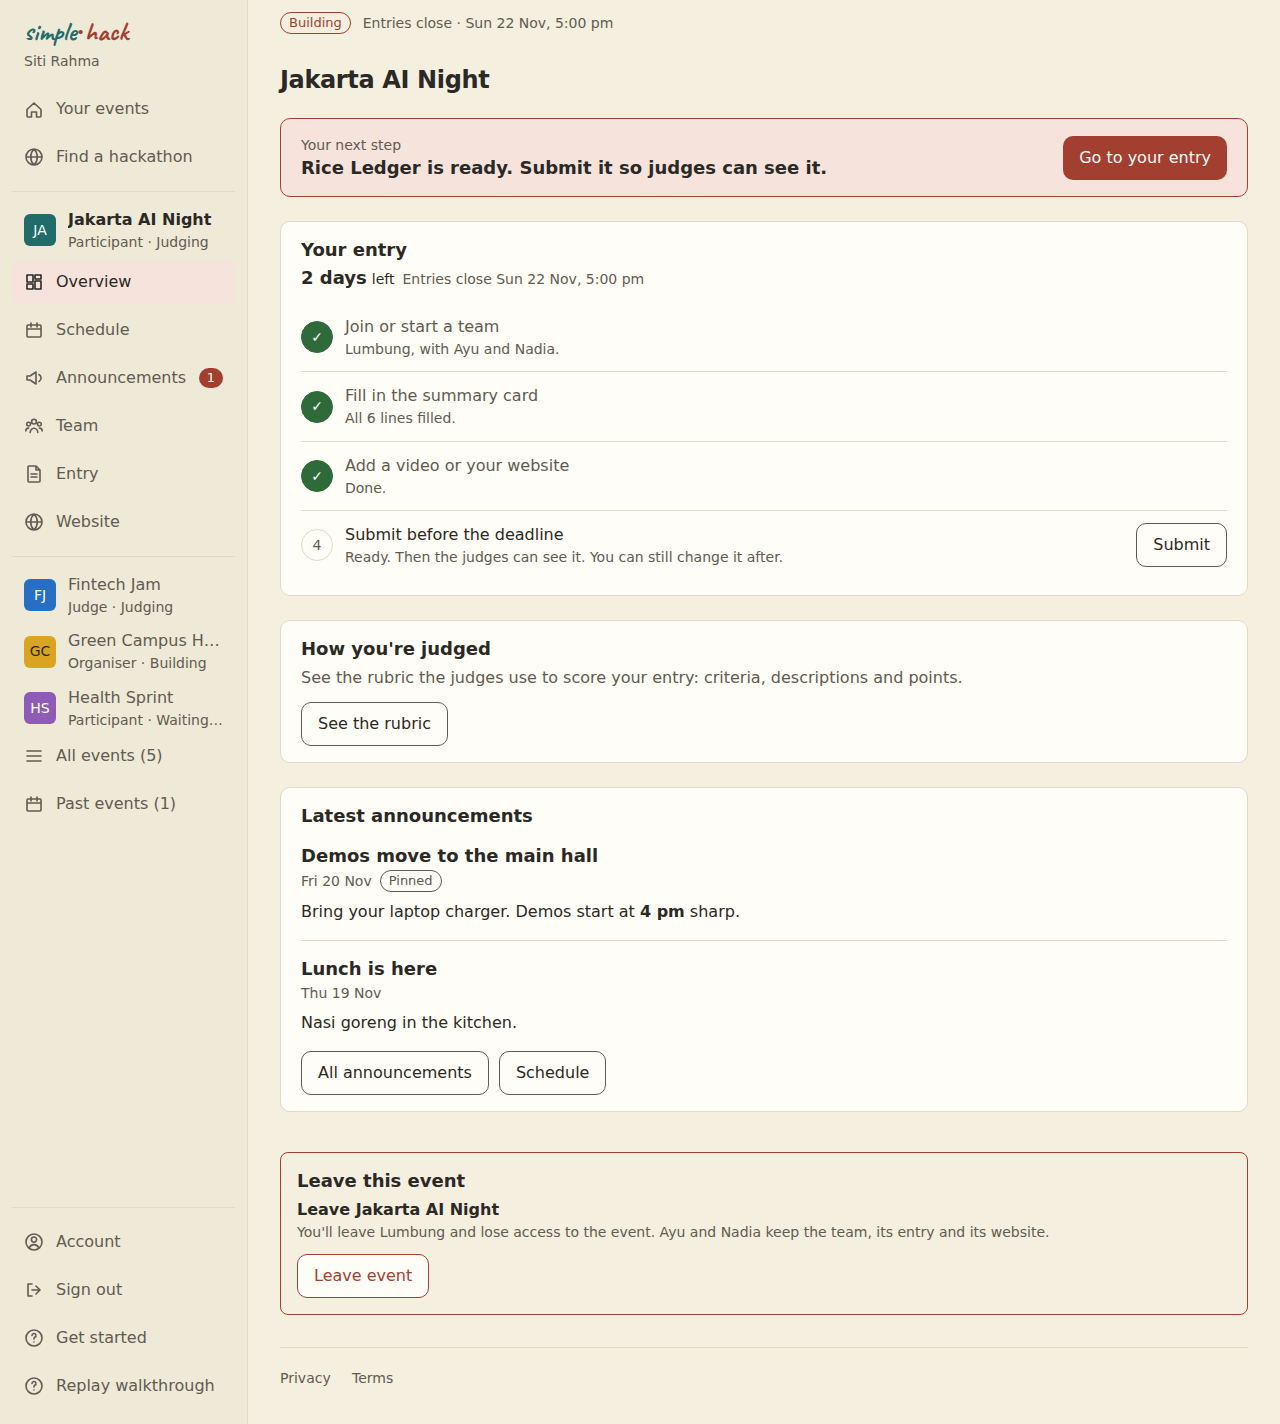 simple·hack
Siti Rahma
Your events
Find a hackathon
JA
Jakarta AI Night
Participant · Judging
Overview
Schedule
Announcements 1
Team
Entry
Website
FJ
Fintech Jam
Judge · Judging
GC
Green Campus H…
Organiser · Building
HS
Health Sprint
Participant · Waiting…
All events (5)
Past events (1)
Account
Sign out
Get started
Replay walkthrough
Building Entries close · Sun 22 Nov, 5:00 pm
Jakarta AI Night
Your next step
Rice Ledger is ready. Submit it so judges can see it.
Go to your entry
Your entry
2 days left Entries close Sun 22 Nov, 5:00 pm
✓
Join or start a team
Lumbung, with Ayu and Nadia.
✓
Fill in the summary card
All 6 lines filled.
✓
Add a video or your website
Done.
4
Submit before the deadline
Ready. Then the judges can see it. You can still change it after.
Submit
How you're judged
See the rubric the judges use to score your entry: criteria, descriptions and points.
See the rubric
Latest announcements
Demos move to the main hall
Fri 20 Nov Pinned
Bring your laptop charger. Demos start at 4 pm sharp.
Lunch is here
Thu 19 Nov
Nasi goreng in the kitchen.
All announcements Schedule
Leave this event
Leave Jakarta AI Night
You'll leave Lumbung and lose access to the event. Ayu and Nadia keep the team, its entry and its website.
Leave event
Privacy Terms